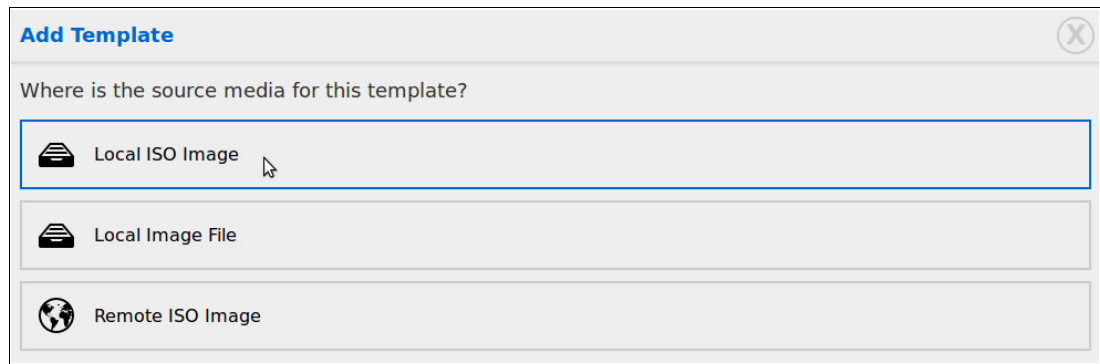 Add Template
X
Where is the source media for this template?
Local ISO Image
Local Image File
Remote ISO Image